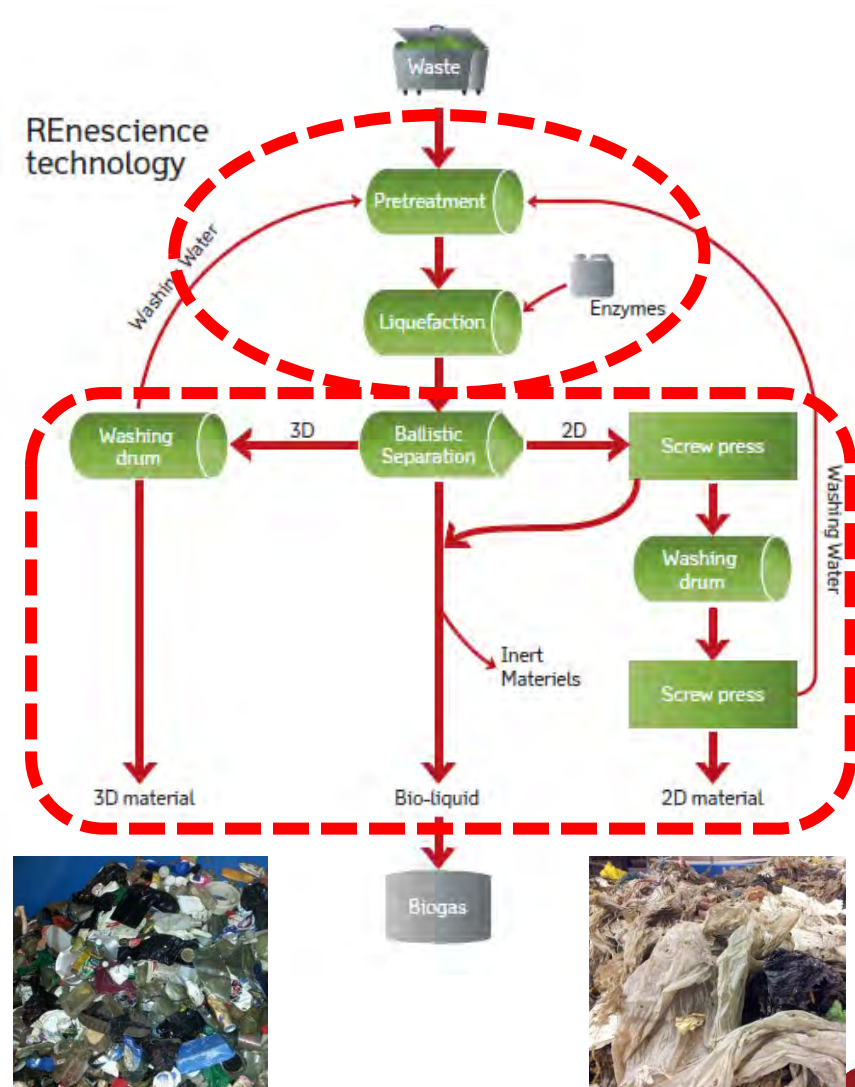 Waste
REnescience
technology
Pretreatment
Washing Water
Liquefaction
Enzymes
Washing
drum
3D
Ballistic
Separation
2D
Screw press
Washing Water
Washing
drum
Inert
Materiels
Screw press
3D material
Bio-liquid
2D material
Biogas